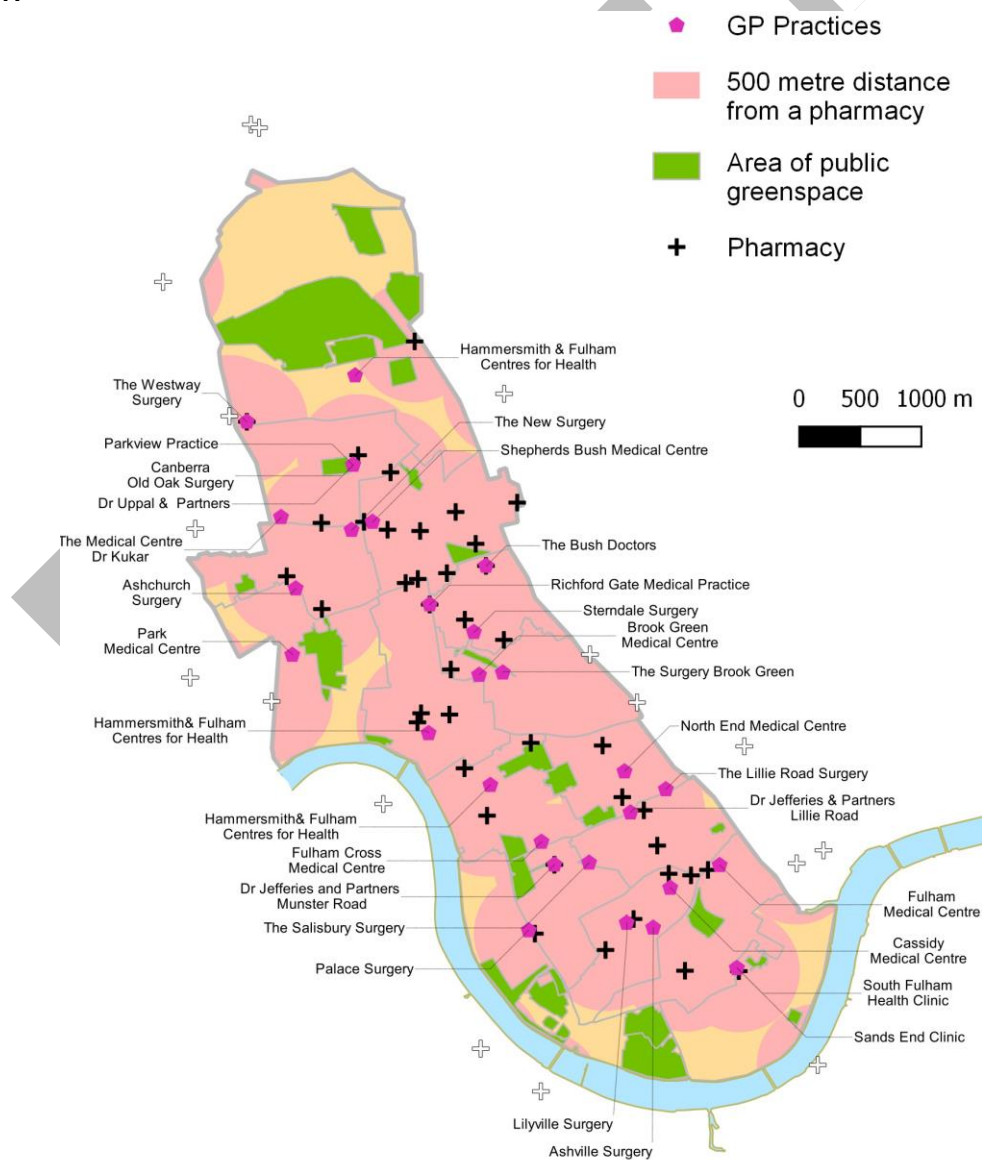 GP Practices
500 metre distance
from a pharmacy
Area of public
greenspace
Pharmacy
Hammersmith & Fulham
Centres for Health
0 500 1000 m
The Westway
Surgery
The New Surgery
Parkview Practice
Shepherds Bush Medical Centre
Canberra
Old Oak Surgery
Dr Uppal & Partners
The Medical Centre
Dr Kukar
The Bush Doctors
Ashchurch
Surgery
Richford Gate Medical Practice
Sterndale Surgery
Brook Green
Medical Centre
Park
Medical Centre
The Surgery Brook Green
Hammersmith& Fulham
Centres for Health
North End Medical Centre
The Lillie Road Surgery
Dr Jefferies & Partners
Lillie Road
Hammersmith& Fulham
Centres for Health
Fulham Cross
Medical Centre
Dr Jefferies and Partners
Munster Road
Fulham
Medical Centre
The Salisbury Surgery
Cassidy
Medical Centre
Palace Surgery
South Fulham
Health Clinic
Sands End Clinic
Lilyville Surgery
Ashville Surgery